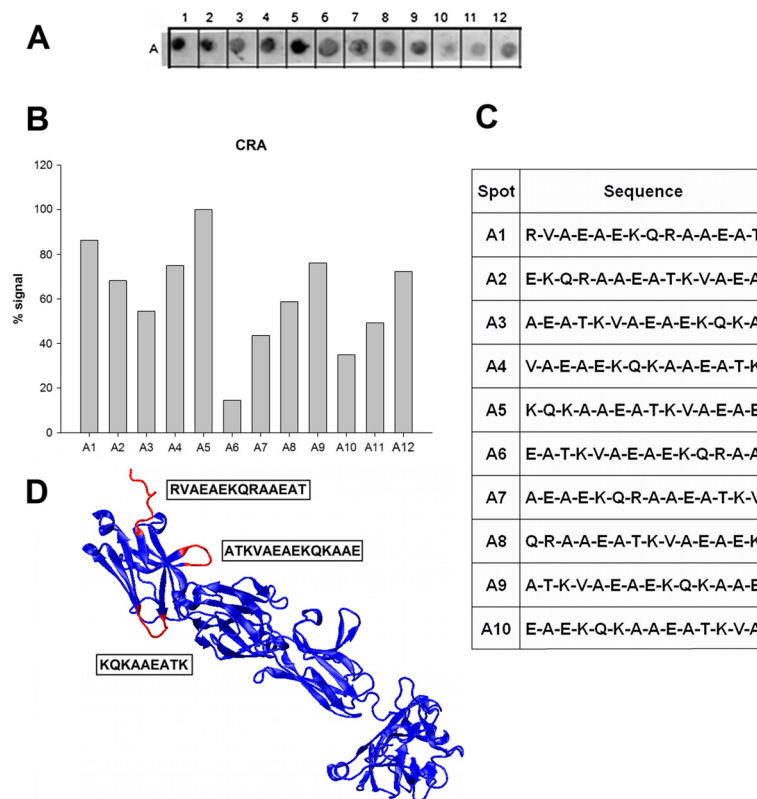 A
1 2 3 4 5 6 7 8 9 10 11 12
A
B
CRA
120
100
80
60
40
20
0
% signal
A1 A2 A3 A4 A5 A6 A7 A8 A9 A10 A11 A12
C
Spot Sequence
A1 R-V-A-E-A-E-K-Q-R-A-A-E-A-T
A2 E-K-Q-R-A-A-E-A-T-K-V-A-E-A
A3 A-E-A-T-K-V-A-E-A-E-K-Q-K-A
A4 V-A-E-A-E-K-Q-K-A-A-E-A-T-K
A5 K-Q-K-A-A-E-A-T-K-V-A-E-A-E
A6 E-A-T-K-V-A-E-A-E-K-Q-R-A-A
A7 A-E-A-E-K-Q-R-A-A-E-A-T-K-V
A8 Q-R-A-A-E-A-T-K-V-A-E-A-E-K
A9 A-T-K-V-A-E-A-E-K-Q-K-A-A-E
A10 E-A-E-K-Q-K-A-A-E-A-T-K-V-A
D
RVAEAEKQRAAEAT
ATKVAEAEKQKAAE
KQKAAEATK